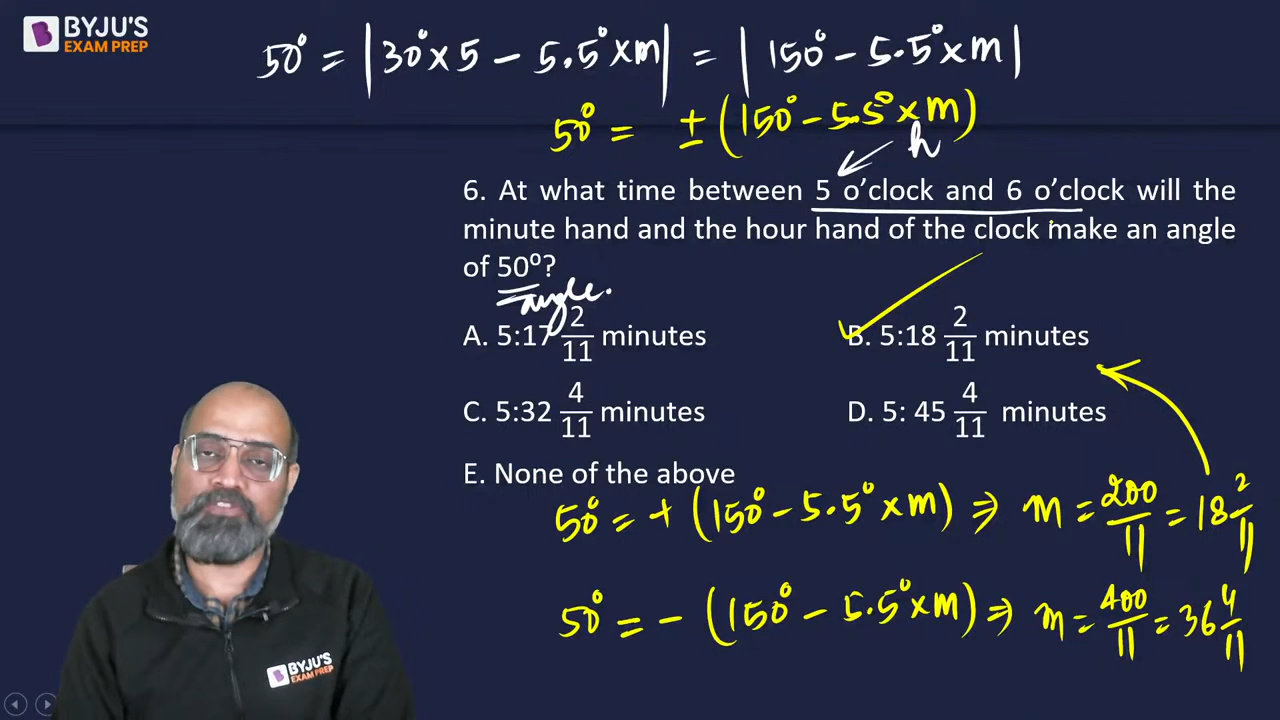 BYJU'S
EXAM PREP
50° = |30°×5 - 5.5°×m| = |150° - 5.5°×m|
50° = ± (150° - 5.5°×m)
h
6. At what time between 5 o'clock and 6 o'clock will the
minute hand and the hour hand of the clock make an angle
of 50°?
angle.
A. 5:17 2/11 minutes
B. 5:18 2/11 minutes
C. 5:32 4/11 minutes
D. 5: 45 4/11 minutes
E. None of the above
50° = + (150° - 5.5°×m) ⇒ m = 200/11 = 18 2/11
50° = - (150° - 5.5°×m) ⇒ m = 400/11 = 36 4/11
BYJU'S
EXAM PREP